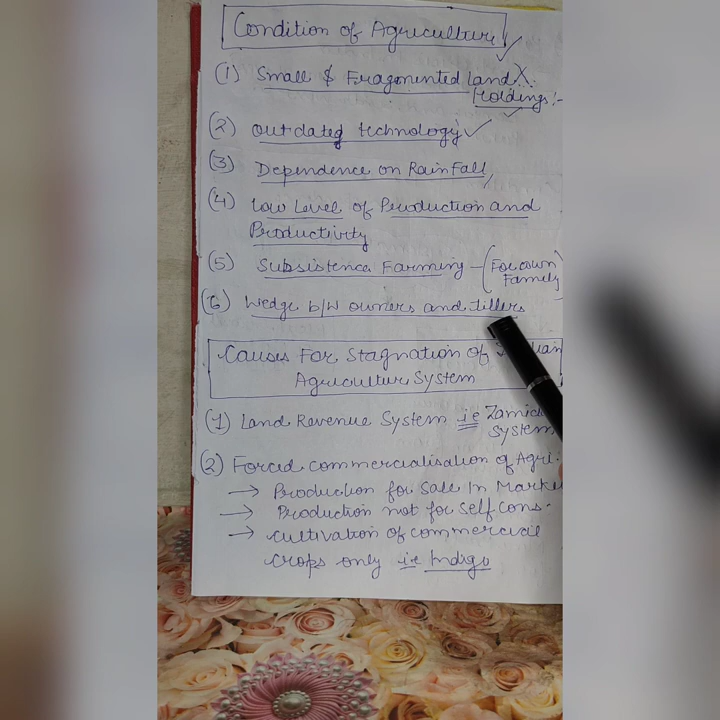 Condition of Agriculture
(1) Small & Fragmented Land
Holdings :-
(2) outdated technology
(3) Dependence on RainFall
(4) Low Level of Production and
Productivity
(5) Subsistence Farming - (For own
Family)
(6) Wedge b/w owners and tillers
Causes For Stagnation of
Agriculture System
(1) Land Revenue System i.e
System
(2) Forced commercialisation of Agri.
→ Production for Sale In
→ Production not for Self cons.
→ cultivation of commercial
crops only i.e Indigo